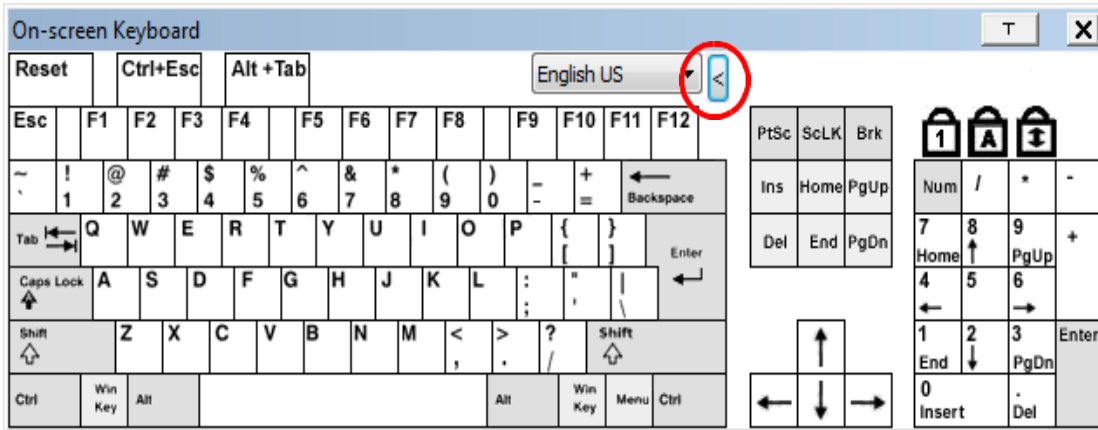 On-screen Keyboard T X
Reset Ctrl+Esc Alt +Tab English US <
Esc F1 F2 F3 F4 F5 F6 F7 F8 F9 F10 F11 F12 PtSc ScLK Brk 1 A
~ ! @ # $ % ^ & * ( ) _ +
` 1 2 3 4 5 6 7 8 9 0 - = Backspace Ins Home PgUp Num / * -
Tab Q W E R T Y U I O P { }
[ ] Enter Del End PgDn 7 Home 8 9 PgUp +
Caps Lock A S D F G H J K L : " |
; ' \ 4 5 6
Shift Z X C V B N M < > ? Shift
, . / 1 End 2 3 PgDn Enter
Ctrl Win Key Alt Alt Win Key Menu Ctrl 0 Insert . Del